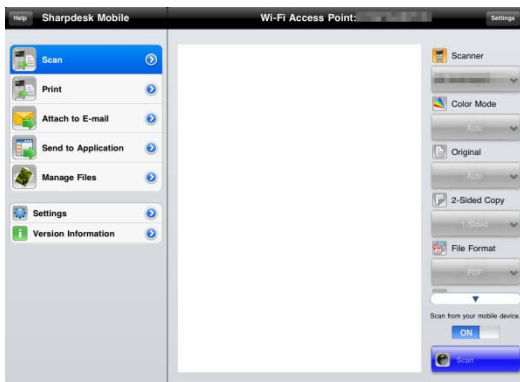 Help
Sharpdesk Mobile
Wi-Fi Access Point:
Settings
Scan
Print
Attach to E-mail
Send to Application
Manage Files
Settings
Version Information
Scanner
Color Mode
Auto
Original
Auto
2-Sided Copy
1-Sided
File Format
PDF
Scan from your mobile device.
ON
Scan